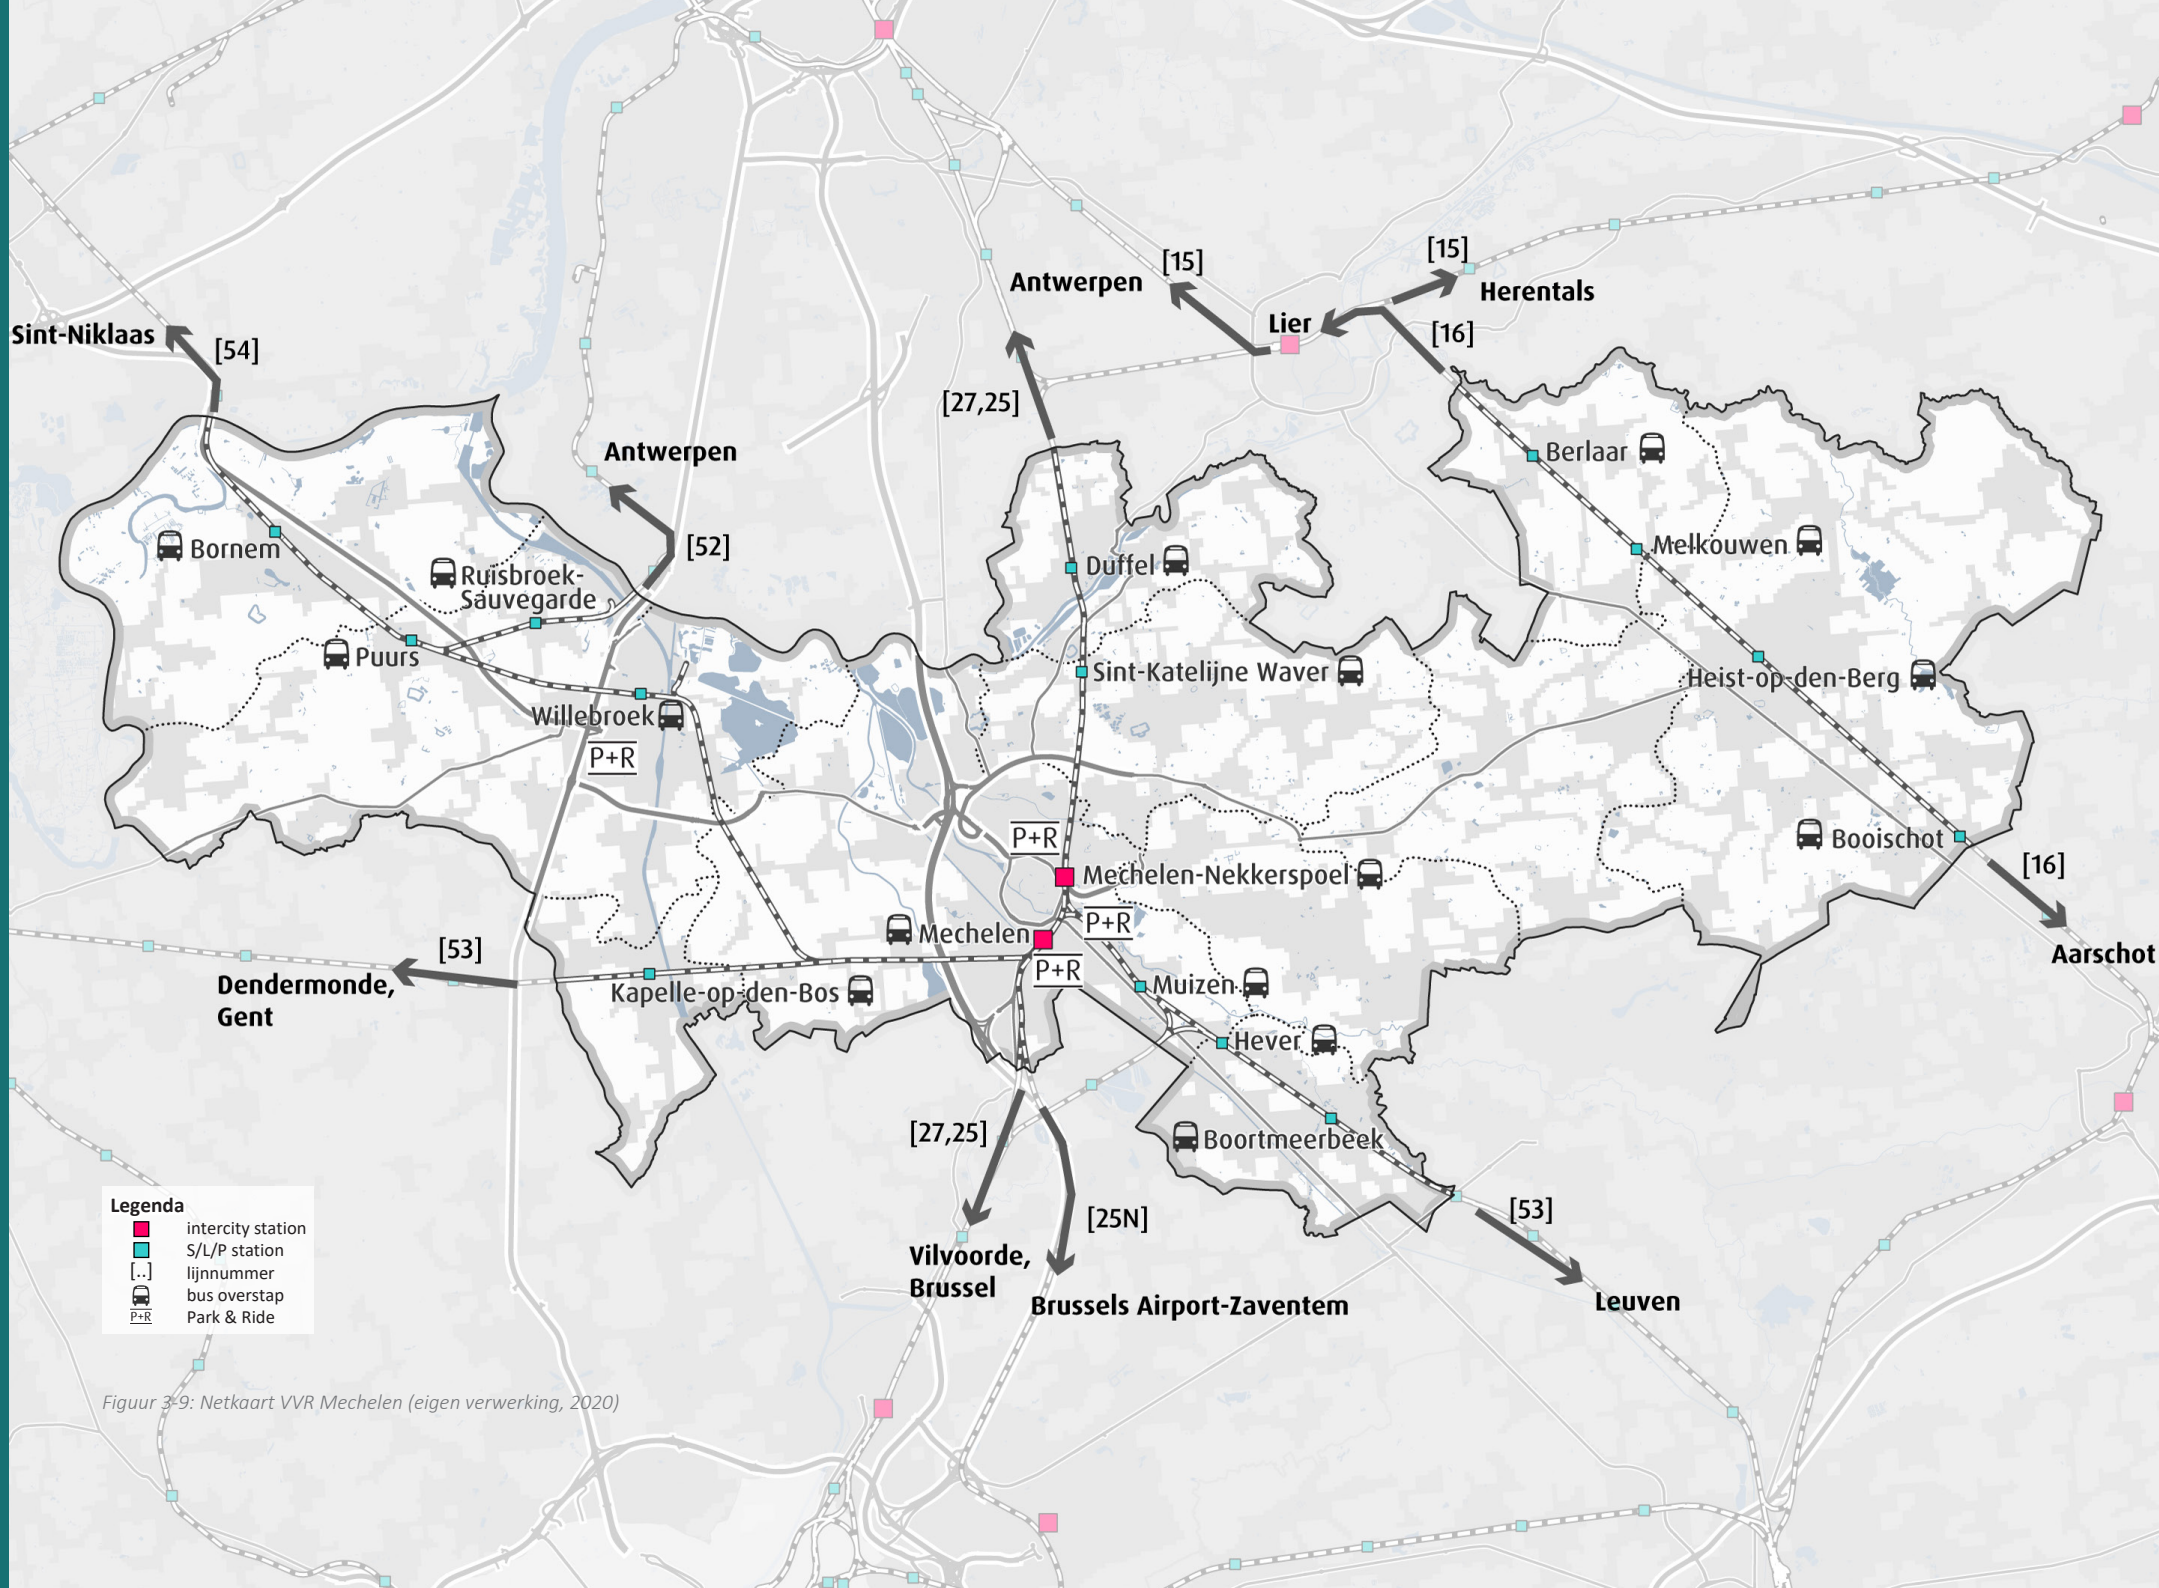 [15]
[15]
Antwerpen
Herentals
Lier
[16]
Sint-Niklaas
[54]
[27,25]
Antwerpen
Berlaar
[52]
Bornem
Melkouwen
Duffel
Ruisbroek-
Sauvegarde
Puurs
Sint-Katelijne Waver
Heist-op-den-Berg
Willebroek
P+R
P+R
Booischot
[16]
Mechelen-Nekkerspoel
P+R
Mechelen
[53]
Aarschot
P+R
Dendermonde,
Gent
Kapelle-op-den-Bos
Muizen
Hever
[27,25]
Boortmeerbeek
[25N]
[53]
Vilvoorde,
Brussel
Brussels Airport-Zaventem
Leuven
Legenda
intercity station
S/L/P station
[..] lijnnummer
bus overstap
P+R Park & Ride
Figuur 3-9: Netkaart VVR Mechelen (eigen verwerking, 2020)